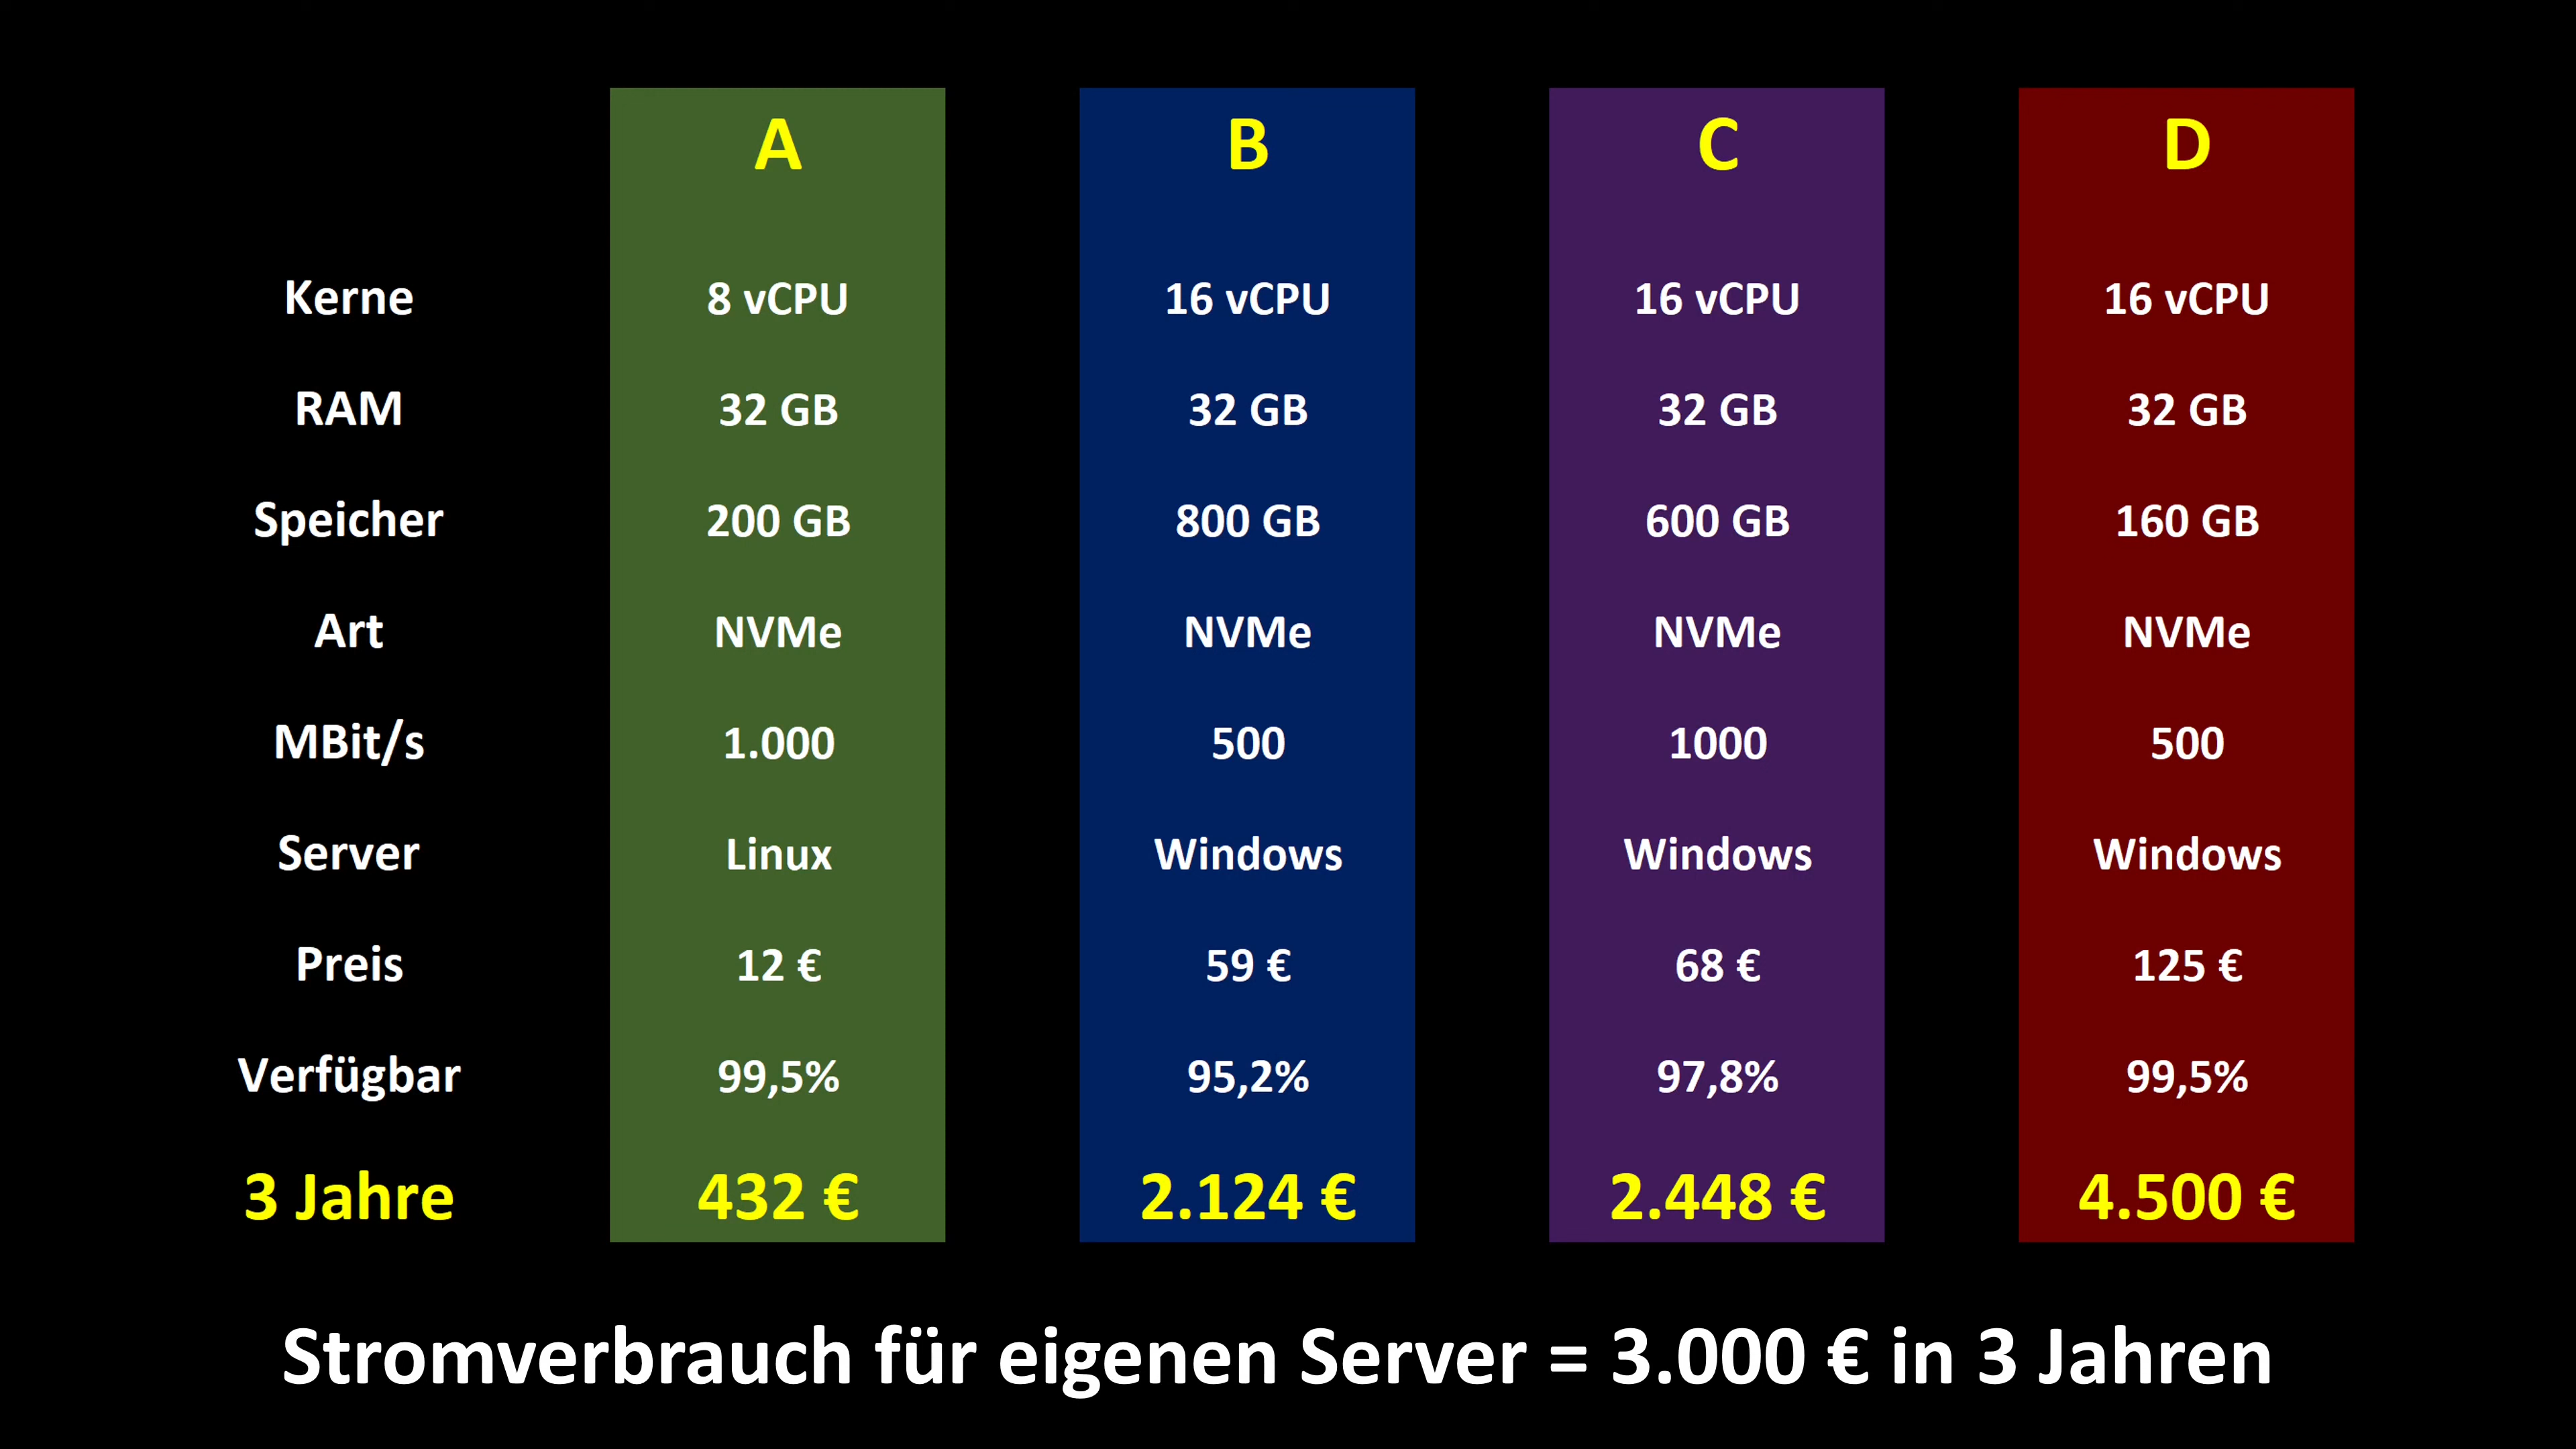 A B C D
Kerne 8 vCPU 16 vCPU 16 vCPU 16 vCPU
RAM 32 GB 32 GB 32 GB 32 GB
Speicher 200 GB 800 GB 600 GB 160 GB
Art NVMe NVMe NVMe NVMe
MBit/s 1.000 500 1000 500
Server Linux Windows Windows Windows
Preis 12 € 59 € 68 € 125 €
Verfügbar 99,5% 95,2% 97,8% 99,5%
3 Jahre 432 € 2.124 € 2.448 € 4.500 €
Stromverbrauch für eigenen Server = 3.000 € in 3 Jahren